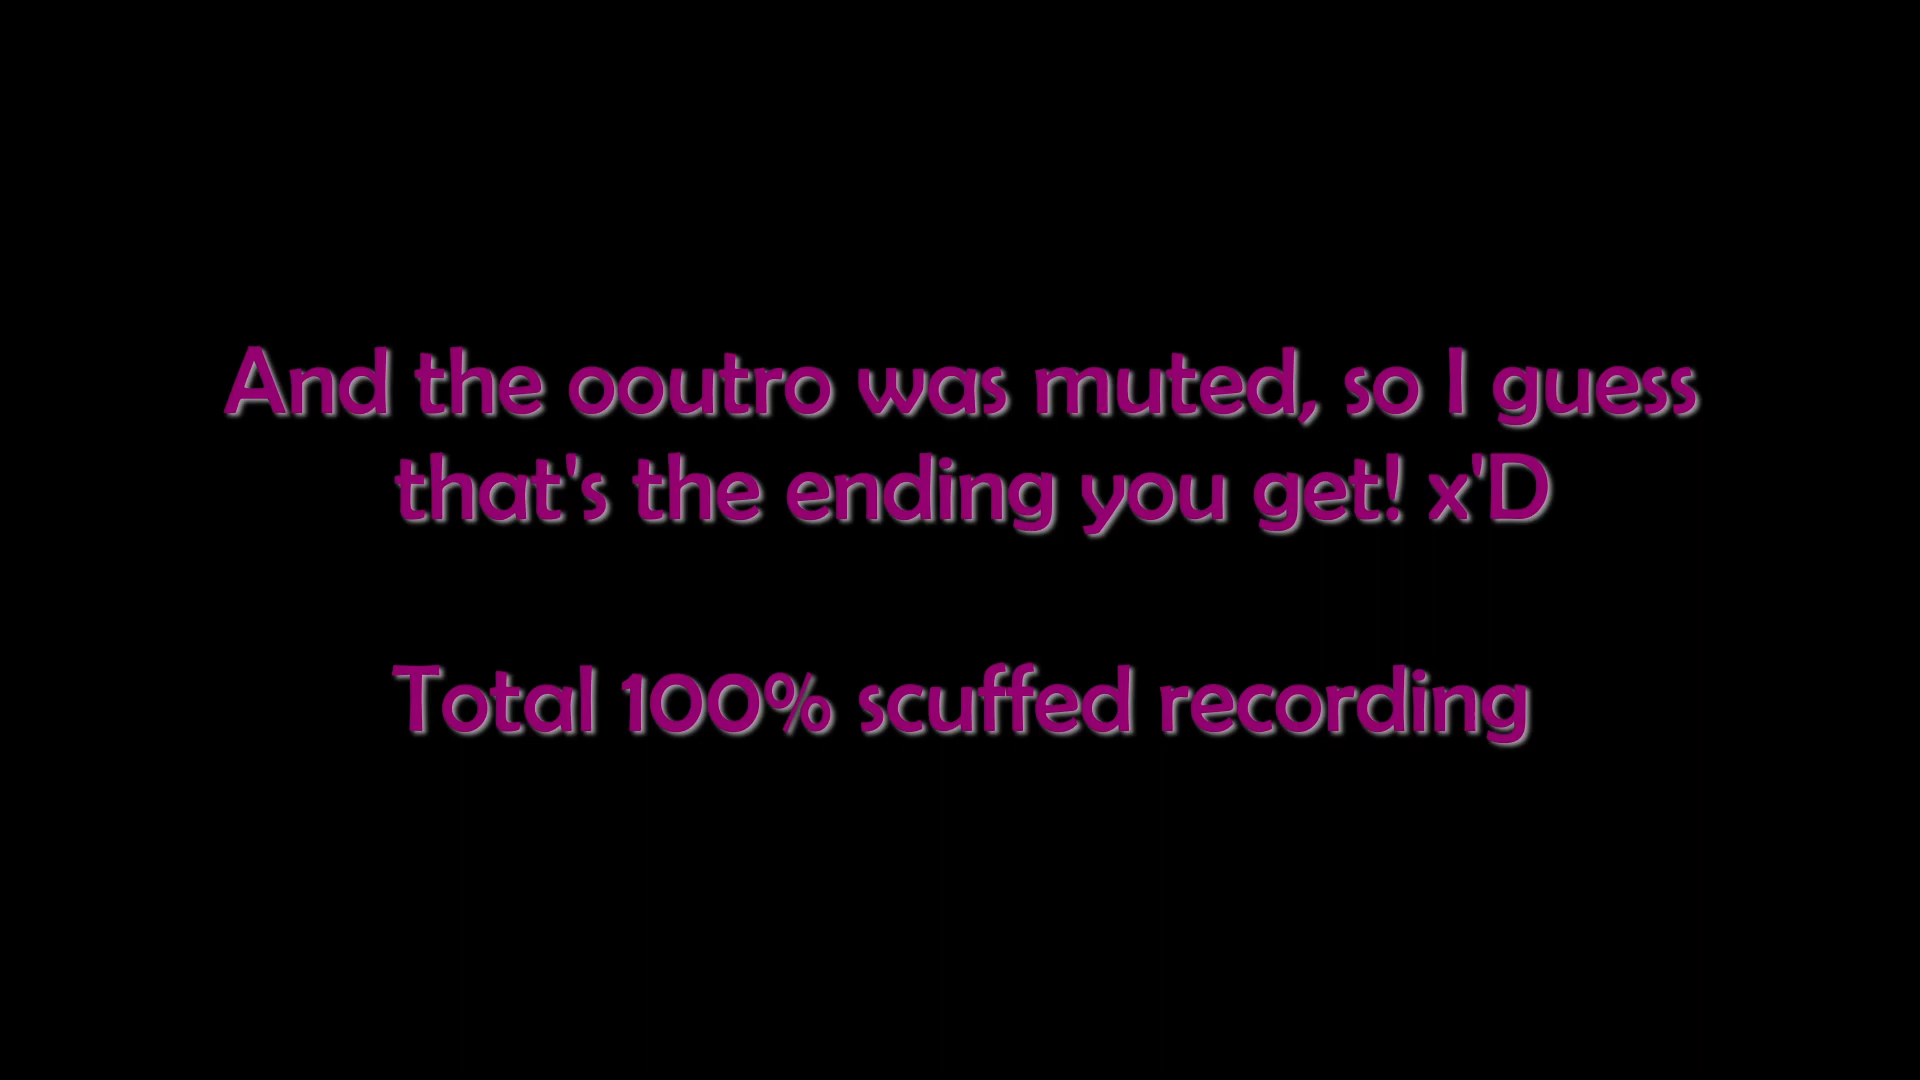 And the ooutro was muted, so I guess
that's the ending you get! x'D
Total 100% scuffed recording